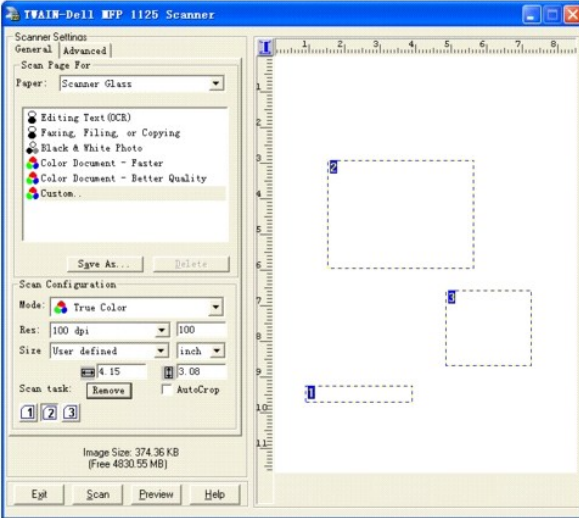 TWAIN-Dell MFP 1125 Scanner
Scanner Settings
General Advanced
Scan Page For
Paper: Scanner Glass
Editing Text(OCR)
Faxing, Filing, or Copying
Black & White Photo
Color Document - Faster
Color Document - Better Quality
Custom..
Save As... Delete
Scan Configuration
Mode: True Color
Res: 100 dpi 100
Size User defined inch
4.15 3.08
Scan task: Remove AutoCrop
1 2 3
Image Size: 374.36 KB
(Free 4830.55 MB)
Exit Scan Preview Help
1 2 3 4 5 6 7 8
1
2
3
4
5
6
7
8
9
10
11
2
3
1